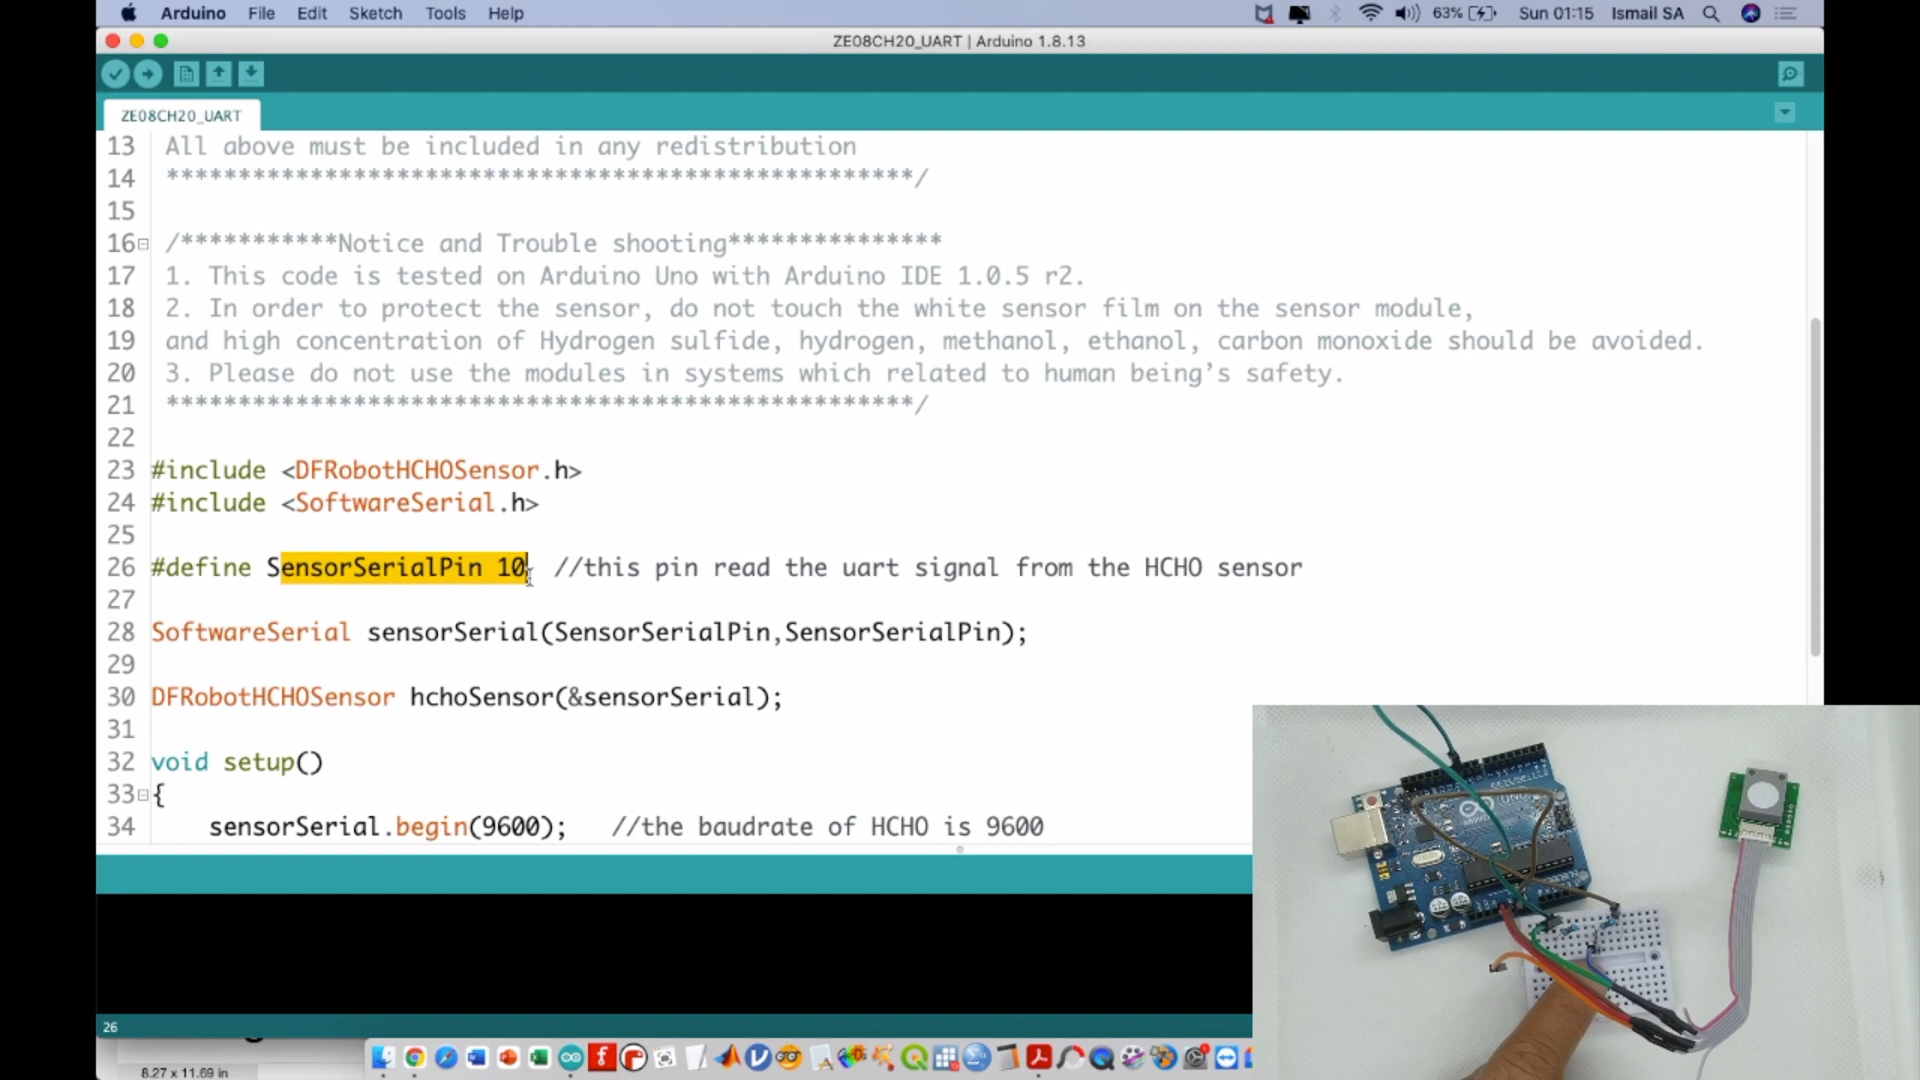 Arduino File Edit Sketch Tools Help 63% Sun 01:15 Ismail SA
ZE08CH20_UART | Arduino 1.8.13
ZE08CH20_UART
13 All above must be included in any redistribution
14 ****************************************************/
15
16 /***********Notice and Trouble shooting***************
17 1. This code is tested on Arduino Uno with Arduino IDE 1.0.5 r2.
18 2. In order to protect the sensor, do not touch the white sensor film on the sensor module,
19 and high concentration of Hydrogen sulfide, hydrogen, methanol, ethanol, carbon monoxide should be avoided.
20 3. Please do not use the modules in systems which related to human being’s safety.
21 ****************************************************/
22
23 #include <DFRobotHCHOSensor.h>
24 #include <SoftwareSerial.h>
25
26 #define SensorSerialPin 10 //this pin read the uart signal from the HCHO sensor
27
28 SoftwareSerial sensorSerial(SensorSerialPin,SensorSerialPin);
29
30 DFRobotHCHOSensor hchoSensor(&sensorSerial);
31
32 void setup()
33 {
34 sensorSerial.begin(9600); //the baudrate of HCHO is 9600
26
8.27 x 11.69 in